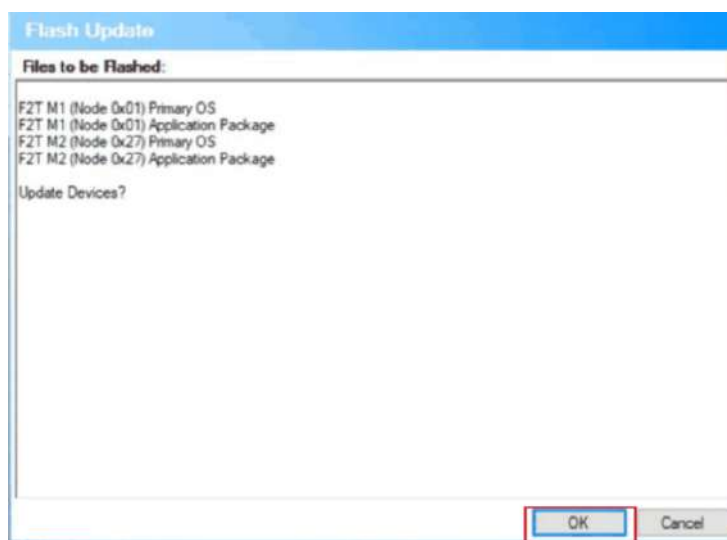 Flash Update
Files to be Flashed:
F2T M1 (Node 0x01) Primary OS
F2T M1 (Node 0x01) Application Package
F2T M2 (Node 0x27) Primary OS
F2T M2 (Node 0x27) Application Package
Update Devices?
OK
Cancel